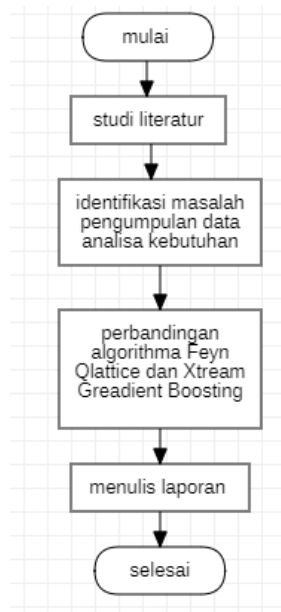 mulai
studi literatur
identifikasi masalah
pengumpulan data
analisa kebutuhan
perbandingan
algorithma Feyn
Qlattice dan Xtream
Greadient Boosting
menulis laporan
selesai